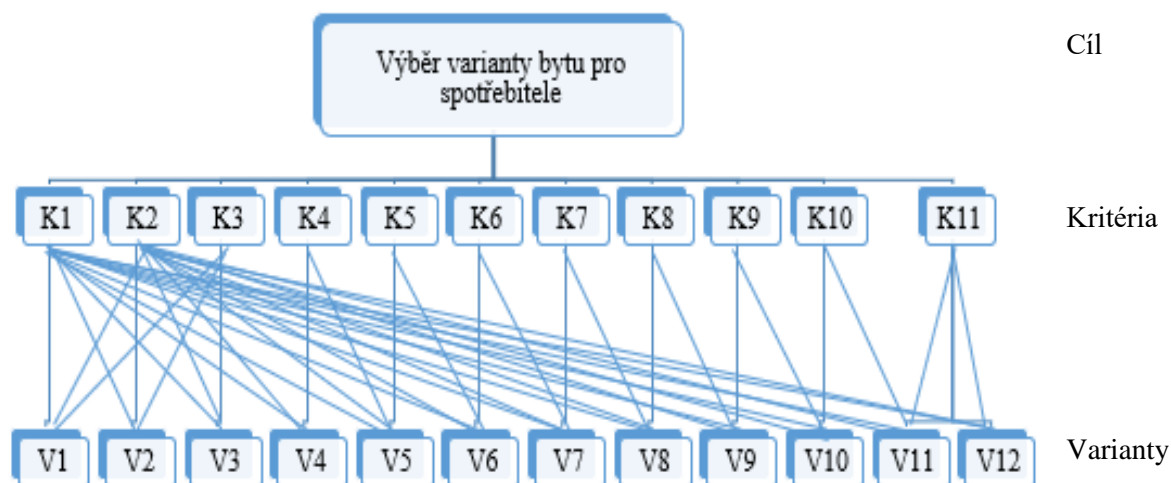 Cíl
Výběr varianty bytu pro
spotřebitele
K1 K2 K3 K4 K5 K6 K7 K8 K9 K10 K11
Kritéria
V1 V2 V3 V4 V5 V6 V7 V8 V9 V10 V11 V12
Varianty